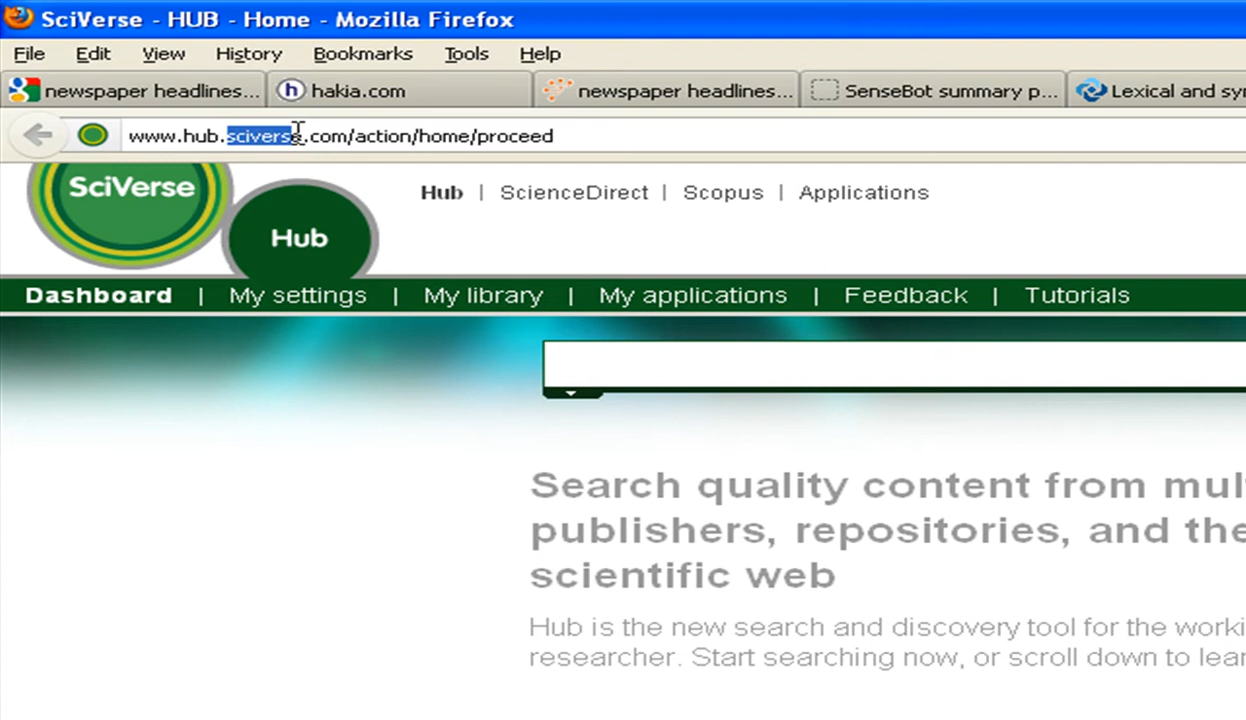 SciVerse - HUB - Home - Mozilla Firefox
File Edit View History Bookmarks Tools Help
newspaper headlines... hakia.com newspaper headlines... SenseBot summary p... Lexical and syn
www.hub.sciverse.com/action/home/proceed
SciVerse
Hub
Hub | ScienceDirect | Scopus | Applications
Dashboard | My settings | My library | My applications | Feedback | Tutorials
Search quality content from mul
publishers, repositories, and the
scientific web
Hub is the new search and discovery tool for the worki
researcher. Start searching now, or scroll down to lear